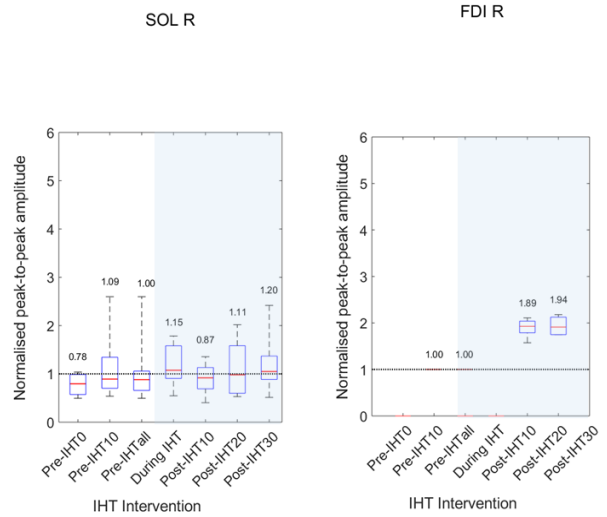 SOL R
FDI R
Normalised peak-to-peak amplitude
6
5
4
3
2
1
0
0.78
1.09
1.00
1.15
0.87
1.11
1.20
Pre-IHT0
Pre-IHT10
Pre-IHTall
During IHT
Post-IHT10
Post-IHT20
Post-IHT30
IHT Intervention
Normalised peak-to-peak amplitude
6
5
4
3
2
1
0
1.00
1.00
1.89
1.94
Pre-IHT0
Pre-IHT10
Pre-IHTall
During IHT
Post-IHT10
Post-IHT20
Post-IHT30
IHT Intervention